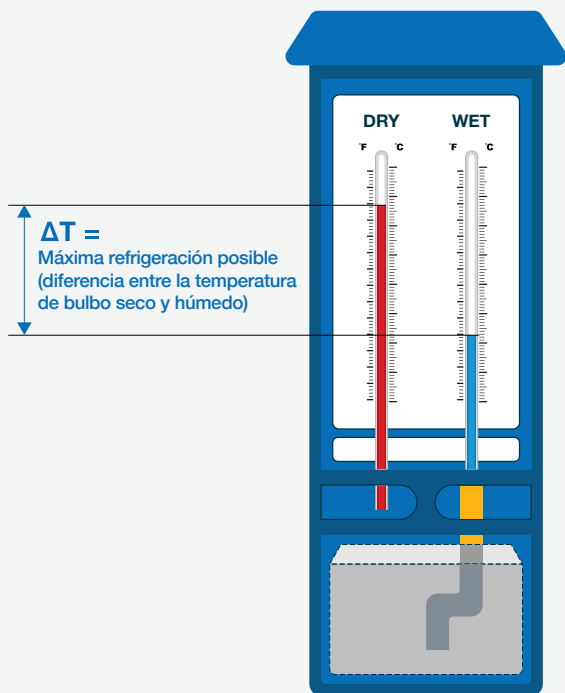 DRY WET
°F °C °F °C
ΔT =
Máxima refrigeración posible
(diferencia entre la temperatura
de bulbo seco y húmedo)